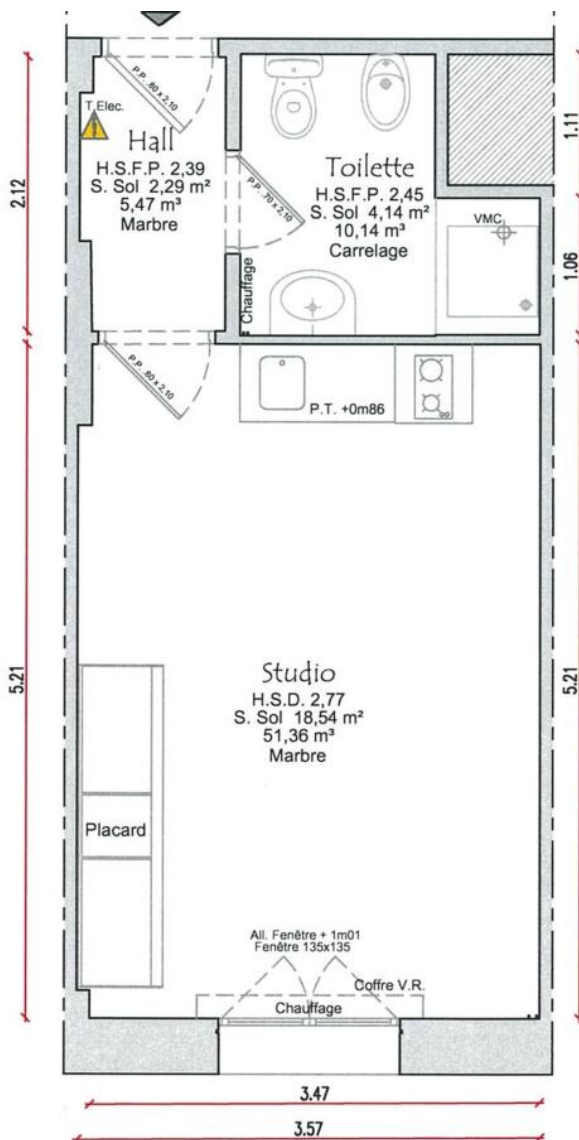 P.P. 80 x 2,10
T.Elec.
Hall
H.S.F.P. 2,39
S. Sol 2,29 m²
5,47 m³
Marbre
P.P. 70 x 2,10
Toilette
H.S.F.P. 2,45
S. Sol 4,14 m²
10,14 m³
Carrelage
VMC
Chauffage
2.12
1.11
1.06
P.P. 80 x 2,10
P.T. +0m86
5.21
5.21
Studio
H.S.D. 2,77
S. Sol 18,54 m²
51,36 m³
Marbre
Placard
All. Fenêtre + 1m01
Fenêtre 135x135
Coffre V.R.
Chauffage
3.47
3.57